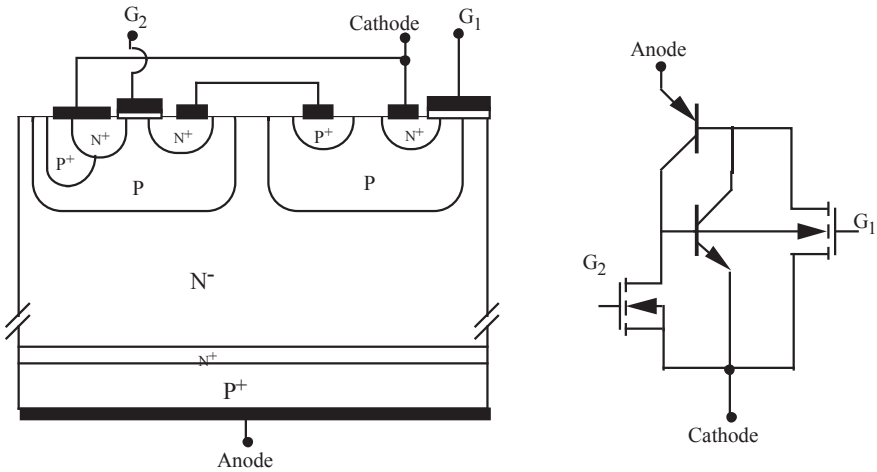 G₂
Cathode
G₁
N⁺
N⁺
P⁺
N⁺
P⁺
P
P
N⁻
N⁺
P⁺
Anode
Anode
G₁
G₂
Cathode